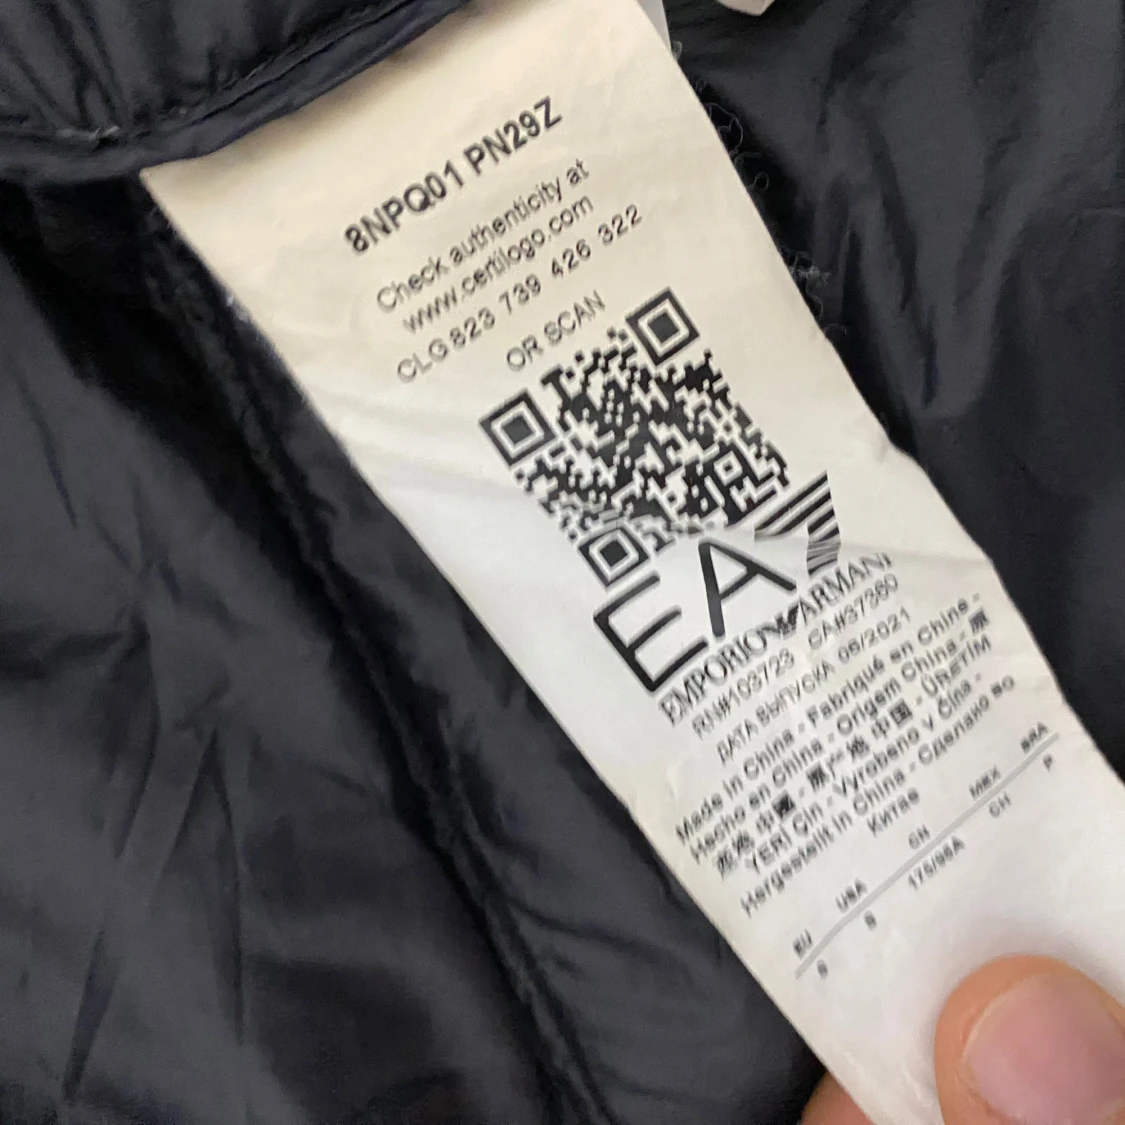 8NPQ01 PN29Z
Check authenticity at
www.certilogo.com
CLG 823 739 426 322
OR SCAN
EA7
EMPORIO ARMANI
RN#103723 CA#37360
ДАТА ВЫПУСКА 06/2021
Made in China - Fabriqué en Chine -
Hecho en China - Origem China - 原
产地 中國 - 原产地 中国 - ÜRETİM
YERİ Çin - Vyrobeno V Čína -
Hergestellt in China - Сделано во
Китае
EU USA CH MEX BRA
S S 175/96A CH P